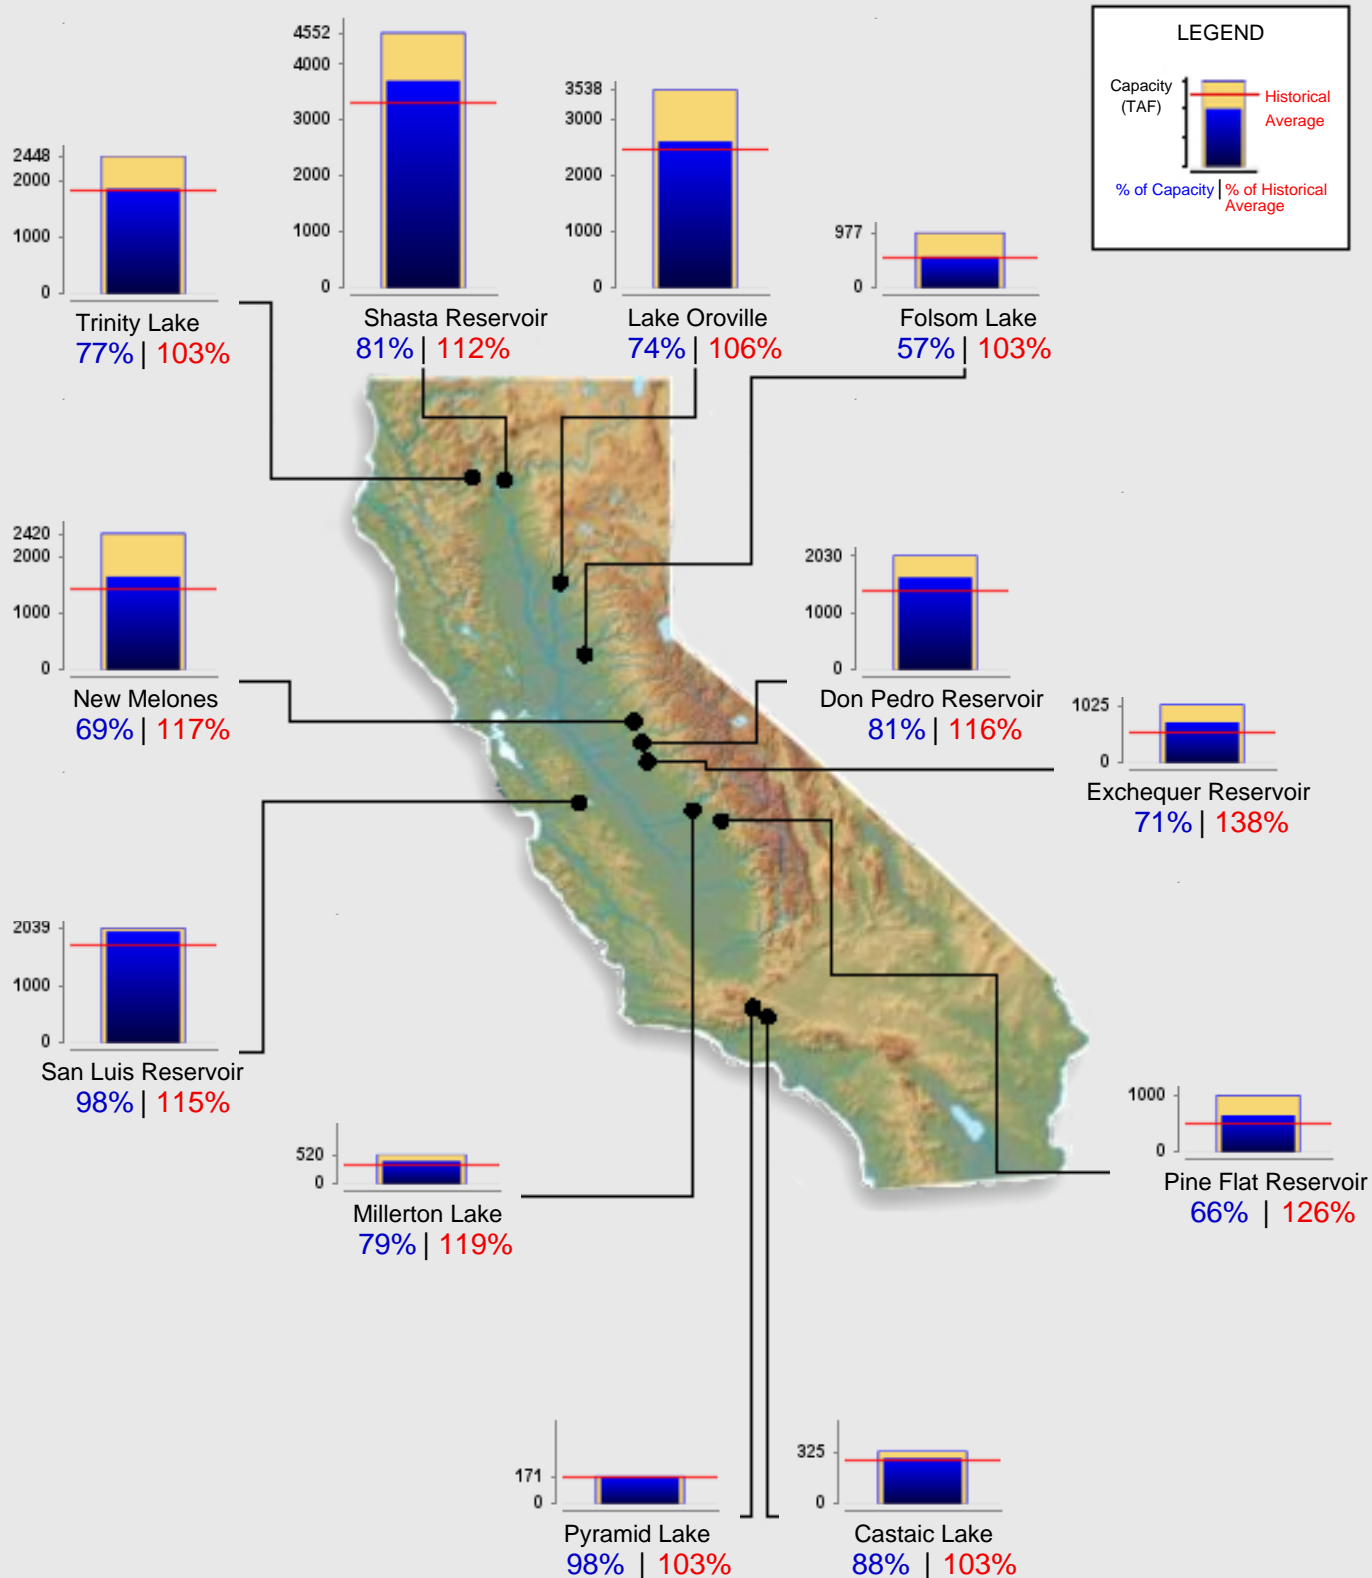 LEGEND
Capacity
(TAF)
Historical
Average
% of Capacity | % of Historical
Average
4552
4000
3000
2000
1000
0
Shasta Reservoir
81% | 112%
3538
3000
2000
1000
0
Lake Oroville
74% | 106%
2448
2000
1000
0
Trinity Lake
77% | 103%
977
0
Folsom Lake
57% | 103%
2420
2000
1000
0
New Melones
69% | 117%
2030
1000
0
Don Pedro Reservoir
81% | 116%
1025
0
Exchequer Reservoir
71% | 138%
2039
1000
0
San Luis Reservoir
98% | 115%
520
0
Millerton Lake
79% | 119%
1000
0
Pine Flat Reservoir
66% | 126%
171
0
Pyramid Lake
98% | 103%
325
0
Castaic Lake
88% | 103%